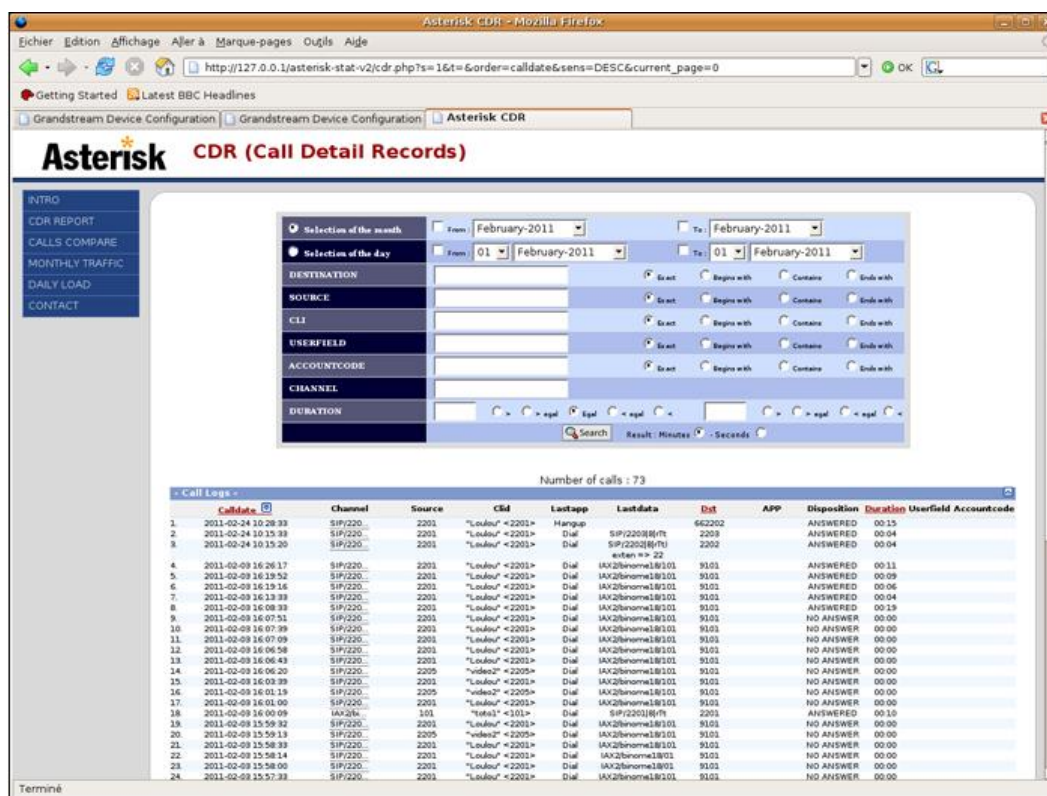 Asterisk CDR - Mozilla Firefox
Fichier Edition Affichage Aller à Marque-pages Outils Aide
http://127.0.0.1/asterisk-stat-v2/cdr.php?s=1&t=&order=calldate&sens=DESC&current_page=0 OK
Getting Started Latest BBC Headlines
Grandstream Device Configuration Grandstream Device Configuration Asterisk CDR
Asterisk CDR (Call Detail Records)
INTRO
CDR REPORT
CALLS COMPARE
MONTHLY TRAFFIC
DAILY LOAD
CONTACT
Selection of the month From : February-2011 To : February-2011
Selection of the day From : 01 February-2011 To : 01 February-2011
DESTINATION Exact Begins with Contains Ends with
SOURCE Exact Begins with Contains Ends with
CLI Exact Begins with Contains Ends with
USERFIELD Exact Begins with Contains Ends with
ACCOUNTCODE Exact Begins with Contains Ends with
CHANNEL
DURATION > > egal Egal < egal < > > egal < egal <
Search Result : Minutes - Seconds
Number of calls : 73
- Call Logs -
Calldate Channel Source Clid Lastapp Lastdata Dst APP Disposition Duration Userfield Accountcode
1. 2011-02-24 10:28:33 SIP/220... 2201 "Loulou" <2201> Hangup 662202 ANSWERED 00:15
2. 2011-02-24 10:15:33 SIP/220... 2201 "Loulou" <2201> Dial SIP/2203|8|rTt 2203 ANSWERED 00:04
3. 2011-02-24 10:15:20 SIP/220... 2201 "Loulou" <2201> Dial SIP/2202|8|rTt) 2202 ANSWERED 00:04
exten => 22
4. 2011-02-03 16:26:17 SIP/220... 2201 "Loulou" <2201> Dial IAX2/binome18/101 9101 ANSWERED 00:11
5. 2011-02-03 16:19:52 SIP/220... 2201 "Loulou" <2201> Dial IAX2/binome18/101 9101 ANSWERED 00:09
6. 2011-02-03 16:19:16 SIP/220... 2201 "Loulou" <2201> Dial IAX2/binome18/101 9101 ANSWERED 00:06
7. 2011-02-03 16:13:33 SIP/220... 2201 "Loulou" <2201> Dial IAX2/binome18/101 9101 ANSWERED 00:04
8. 2011-02-03 16:08:33 SIP/220... 2201 "Loulou" <2201> Dial IAX2/binome18/101 9101 ANSWERED 00:19
9. 2011-02-03 16:07:51 SIP/220... 2201 "Loulou" <2201> Dial IAX2/binome18/101 9101 NO ANSWER 00:00
10. 2011-02-03 16:07:39 SIP/220... 2201 "Loulou" <2201> Dial IAX2/binome18/101 9101 NO ANSWER 00:00
11. 2011-02-03 16:07:09 SIP/220... 2201 "Loulou" <2201> Dial IAX2/binome18/101 9101 NO ANSWER 00:00
12. 2011-02-03 16:06:58 SIP/220... 2201 "Loulou" <2201> Dial IAX2/binome18/101 9101 NO ANSWER 00:00
13. 2011-02-03 16:06:43 SIP/220... 2201 "Loulou" <2201> Dial IAX2/binome18/101 9101 NO ANSWER 00:00
14. 2011-02-03 16:06:20 SIP/220... 2205 "video2" <2205> Dial IAX2/binome18/101 9101 NO ANSWER 00:00
15. 2011-02-03 16:03:39 SIP/220... 2201 "Loulou" <2201> Dial IAX2/binome18/101 9101 NO ANSWER 00:00
16. 2011-02-03 16:01:19 SIP/220... 2205 "video2" <2205> Dial IAX2/binome18/101 9101 NO ANSWER 00:00
17. 2011-02-03 16:01:00 SIP/220... 2201 "Loulou" <2201> Dial IAX2/binome18/101 9101 NO ANSWER 00:00
18. 2011-02-03 16:00:09 IAX2/bi... 101 "toto1" <101> Dial SIP/2201|8|rTt 2201 ANSWERED 00:10
19. 2011-02-03 15:59:32 SIP/220... 2201 "Loulou" <2201> Dial IAX2/binome18/101 9101 NO ANSWER 00:00
20. 2011-02-03 15:59:13 SIP/220... 2205 "video2" <2205> Dial IAX2/binome18/101 9101 NO ANSWER 00:00
21. 2011-02-03 15:58:33 SIP/220... 2201 "Loulou" <2201> Dial IAX2/binome18/101 9101 NO ANSWER 00:00
22. 2011-02-03 15:58:14 SIP/220... 2201 "Loulou" <2201> Dial IAX2/binome18/01 9101 NO ANSWER 00:00
23. 2011-02-03 15:58:00 SIP/220... 2201 "Loulou" <2201> Dial IAX2/binome18/01 9101 NO ANSWER 00:00
24. 2011-02-03 15:57:33 SIP/220... 2201 "Loulou" <2201> Dial IAX2/binome18/101 9101 NO ANSWER 00:00
Terminé